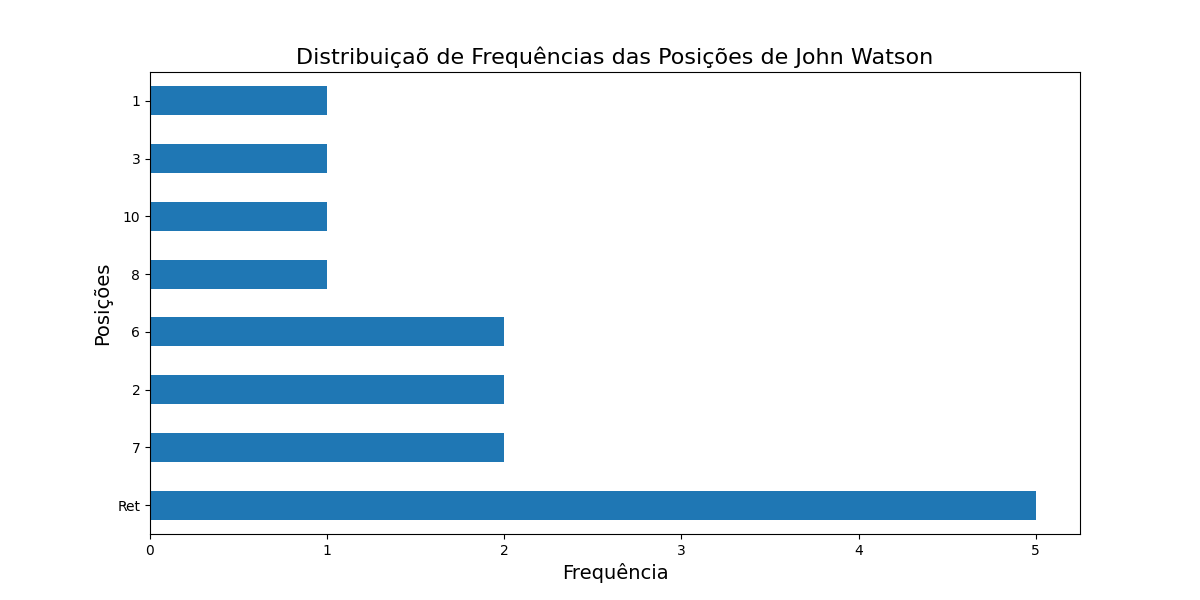 Distribuiçaõ de Frequências das Posições de John Watson
1
3
10
8
6
2
7
Ret
Posições
0 1 2 3 4 5
Frequência